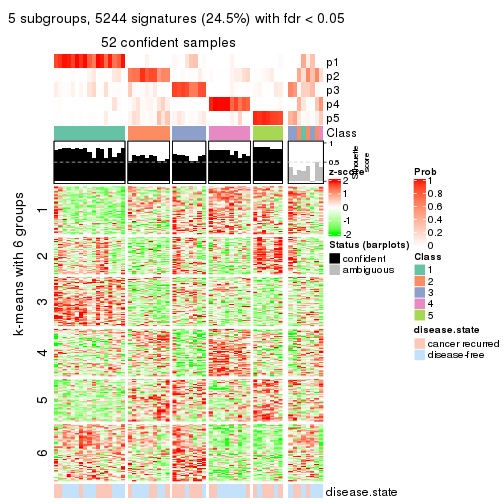 5 subgroups, 5244 signatures (24.5%) with fdr < 0.05
52 confident samples
p1
p2
p3
p4
p5
Class
1
0.5
0
Silhouette
score
z-score
2
1
0
-1
-2
Status (barplots)
confident
ambiguous
Prob
1
0.8
0.6
0.4
0.2
0
Class
1
2
3
4
5
disease.state
cancer recurred
disease-free
k-means with 6 groups
1
2
3
4
5
6
disease.state